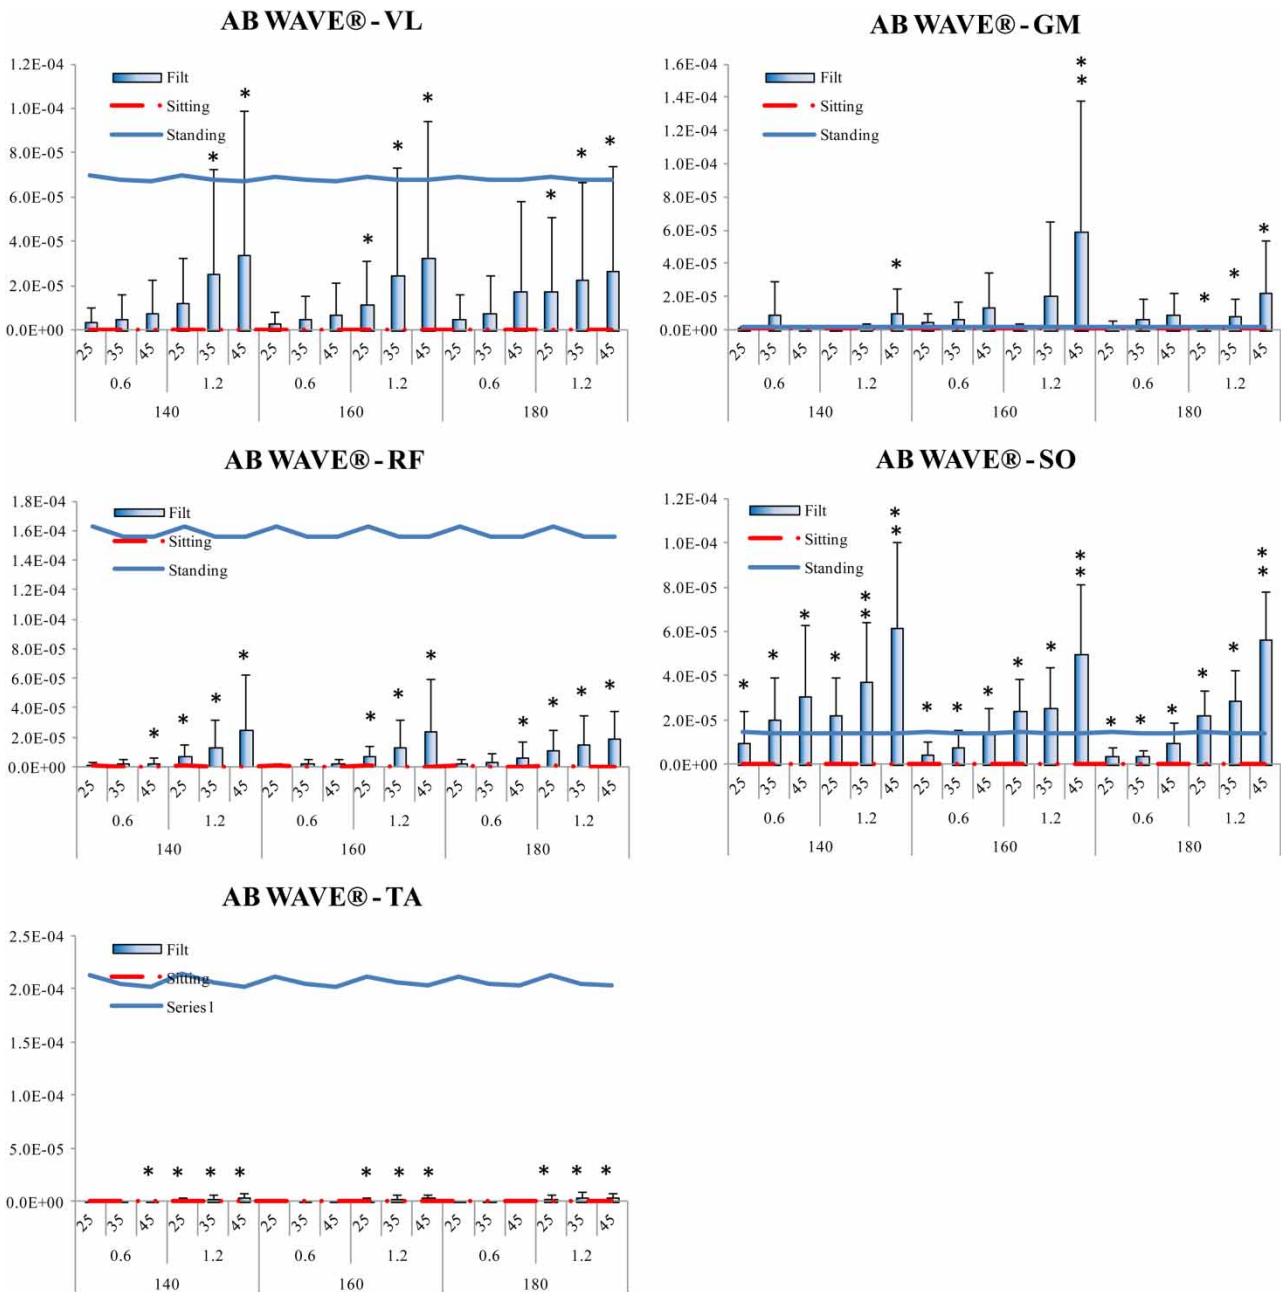 AB WAVE® - VL
1.2E-04
1.0E-04
8.0E-05
6.0E-05
4.0E-05
2.0E-05
0.0E+00
Filt
Sitting
Standing
* * * * * * * *
25 35 45 25 35 45 25 35 45 25 35 45 25 35 45 25 35 45
0.6 1.2 0.6 1.2 0.6 1.2
140 160 180
AB WAVE® - GM
1.6E-04
1.4E-04
1.2E-04
1.0E-04
8.0E-05
6.0E-05
4.0E-05
2.0E-05
0.0E+00
Filt
Sitting
Standing
* * * * * *
25 35 45 25 35 45 25 35 45 25 35 45 25 35 45 25 35 45
0.6 1.2 0.6 1.2 0.6 1.2
140 160 180
AB WAVE® - RF
1.8E-04
1.6E-04
1.4E-04
1.2E-04
1.0E-04
8.0E-05
6.0E-05
4.0E-05
2.0E-05
0.0E+00
Filt
Sitting
Standing
* * * * * * * * * * *
25 35 45 25 35 45 25 35 45 25 35 45 25 35 45 25 35 45
0.6 1.2 0.6 1.2 0.6 1.2
140 160 180
AB WAVE® - SO
1.2E-04
1.0E-04
8.0E-05
6.0E-05
4.0E-05
2.0E-05
0.0E+00
Filt
Sitting
Standing
* * * * * * * * * * * * * * * * * * * * * *
25 35 45 25 35 45 25 35 45 25 35 45 25 35 45 25 35 45
0.6 1.2 0.6 1.2 0.6 1.2
140 160 180
AB WAVE® - TA
2.5E-04
2.0E-04
1.5E-04
1.0E-04
5.0E-05
0.0E+00
Filt
Sitting
Series1
* * * * * * * * * *
25 35 45 25 35 45 25 35 45 25 35 45 25 35 45 25 35 45
0.6 1.2 0.6 1.2 0.6 1.2
140 160 180